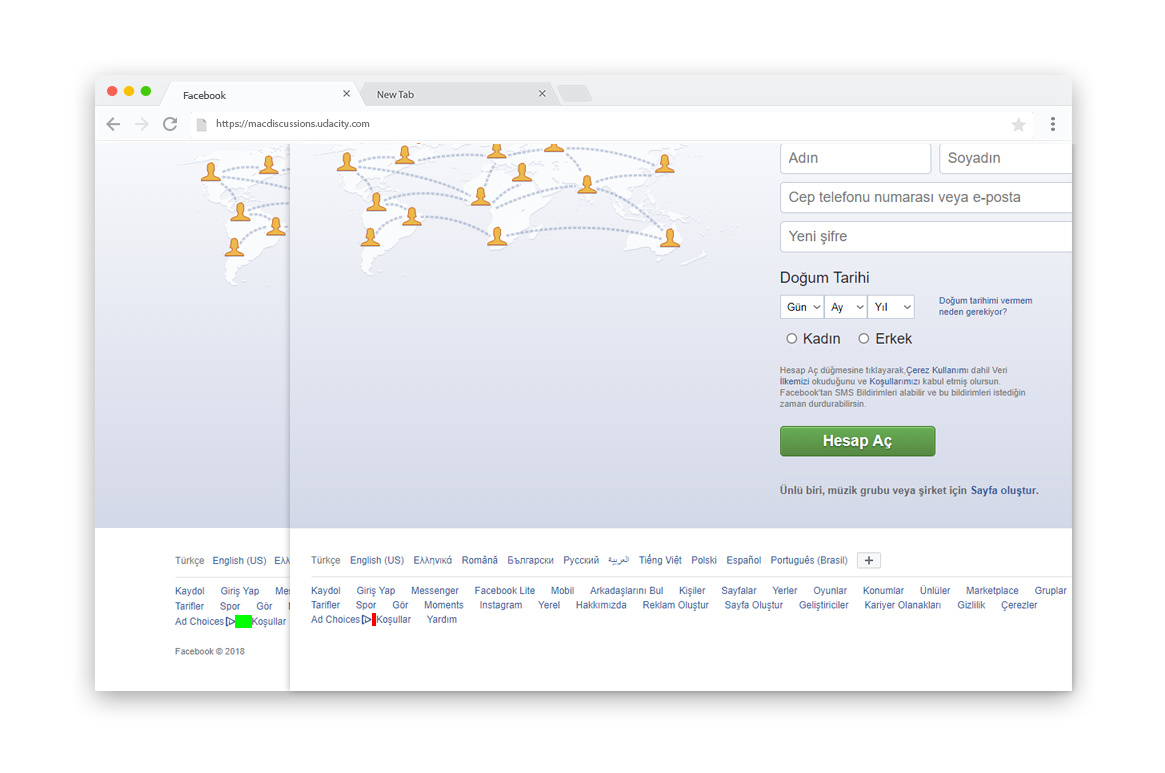 Facebook
New Tab
https://macdiscussions.udacity.com
Adın
Soyadın
Cep telefonu numarası veya e-posta
Yeni şifre
Doğum Tarihi
Gün Ay Yıl
Doğum tarihimi vermem
neden gerekiyor?
Kadın Erkek
Hesap Aç düğmesine tıklayarak,Çerez Kullanımı dahil Veri
İlkemizi okuduğunu ve Koşullarımızı kabul etmiş olursun.
Facebook'tan SMS Bildirimleri alabilir ve bu bildirimleri istediğin
zaman durdurabilirsin.
Hesap Aç
Ünlü biri, müzik grubu veya şirket için Sayfa oluştur.
Türkçe English (US)
Kaydol Giriş Yap
Tarifler Spor Gör
Ad Choices Koşullar
Facebook © 2018
Türkçe English (US) Ελληνικά Română Български Русский العربية Tiếng Việt Polski Español Português (Brasil) +
Kaydol Giriş Yap Messenger Facebook Lite Mobil Arkadaşlarını Bul Kişiler Sayfalar Yerler Oyunlar Konumlar Ünlüler Marketplace Gruplar
Tarifler Spor Gör Moments Instagram Yerel Hakkımızda Reklam Oluştur Sayfa Oluştur Geliştiriciler Kariyer Olanakları Gizlilik Çerezler
Ad Choices Koşullar Yardım